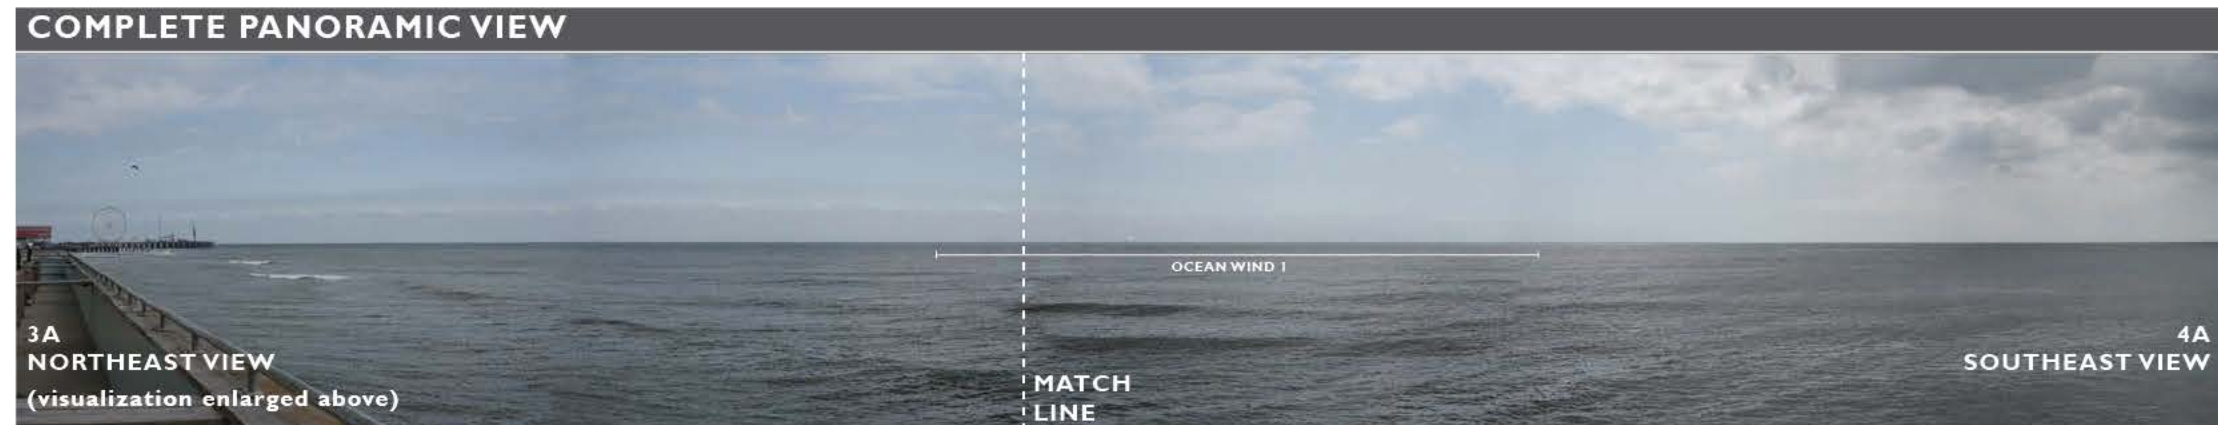 COMPLETE PANORAMIC VIEW
OCEAN WIND 1
3A
NORTHEAST VIEW
(visualization enlarged above)
MATCH
LINE
4A
SOUTHEAST VIEW